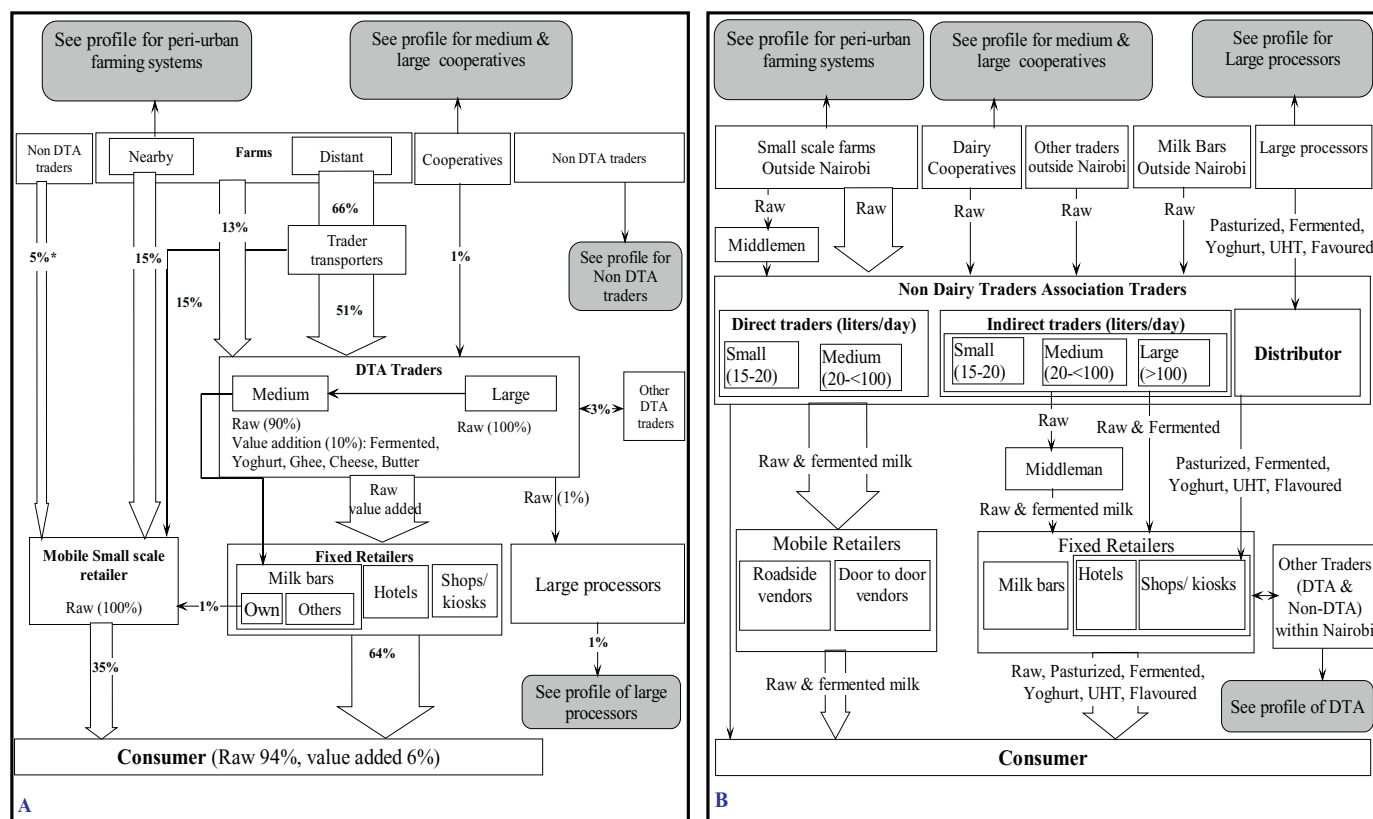 See profile for peri-urban
farming systems
See profile for medium &
large cooperatives
Non DTA
traders
Nearby
Farms
Distant
Cooperatives
Non DTA traders
5%*
15%
13%
66%
Trader
transporters
1%
See profile for
Non DTA
traders
15%
51%
DTA Traders
Medium
Large
Raw (90%)
Raw (100%)
Value addition (10%): Fermented,
Yoghurt, Ghee, Cheese, Butter
3%
Other
DTA
traders
Raw
value added
Raw (1%)
Mobile Small scale
retailer
Raw (100%)
1%
Fixed Retailers
Milk bars
Own
Others
Hotels
Shops/
kiosks
Large processors
35%
64%
1%
See profile of large
processors
Consumer (Raw 94%, value added 6%)
A
See profile for peri-urban
farming systems
See profile for medium &
large cooperatives
See profile for
Large processors
Small scale farms
Outside Nairobi
Dairy
Cooperatives
Other traders
outside Nairobi
Milk Bars
Outside Nairobi
Large processors
Raw
Raw
Raw
Raw
Raw
Pasturized, Fermented,
Yoghurt, UHT, Favoured
Middlemen
Non Dairy Traders Association Traders
Direct traders (liters/day)
Small
(15-20)
Medium
(20-<100)
Indirect traders (liters/day)
Small
(15-20)
Medium
(20-<100)
Large
(>100)
Distributor
Raw & fermented milk
Raw
Raw & Fermented
Middleman
Raw & fermented milk
Pasturized, Fermented,
Yoghurt, UHT, Flavoured
Mobile Retailers
Roadside
vendors
Door to door
vendors
Fixed Retailers
Milk bars
Hotels
Shops/ kiosks
Other Traders
(DTA &
Non-DTA)
within Nairobi
Raw & fermented milk
Raw, Pasturized, Fermented,
Yoghurt, UHT, Flavoured
See profile of DTA
Consumer
B